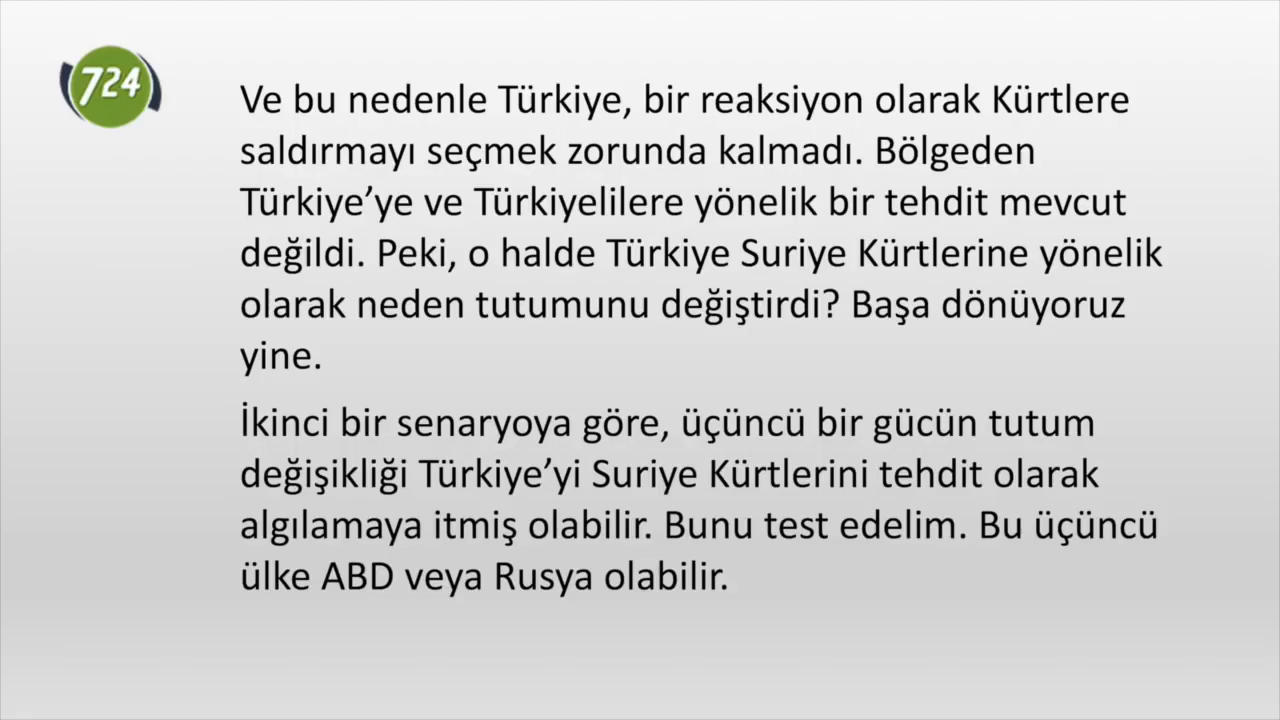 724
Ve bu nedenle Türkiye, bir reaksiyon olarak Kürtlere
saldırmayı seçmek zorunda kalmadı. Bölgeden
Türkiye’ye ve Türkiyelilere yönelik bir tehdit mevcut
değildi. Peki, o halde Türkiye Suriye Kürtlerine yönelik
olarak neden tutumunu değiştirdi? Başa dönüyoruz
yine.
İkinci bir senaryoya göre, üçüncü bir gücün tutum
değişikliği Türkiye’yi Suriye Kürtlerini tehdit olarak
algılamaya itmiş olabilir. Bunu test edelim. Bu üçüncü
ülke ABD veya Rusya olabilir.